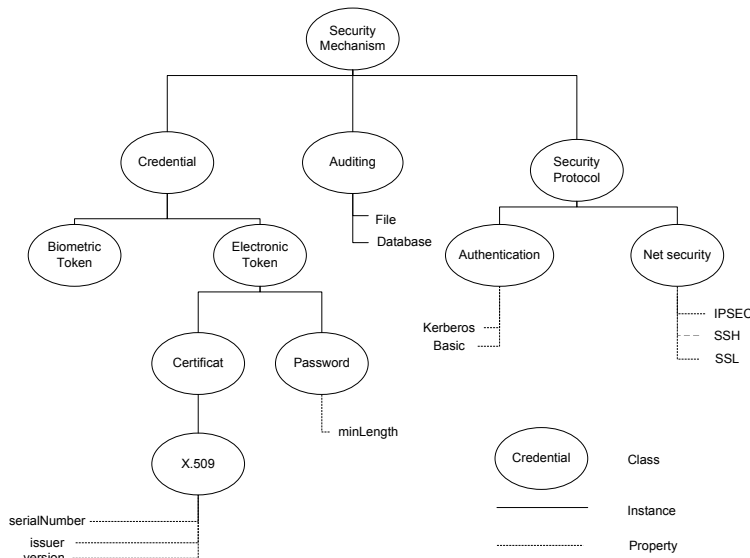 Security
Mechanism
Credential
Auditing
Security
Protocol
File
Database
Biometric
Token
Electronic
Token
Authentication
Net security
Kerberos
Basic
IPSEC
SSH
SSL
Certificat
Password
minLength
X.509
serialNumber
issuer
version
Credential
Class
Instance
Property